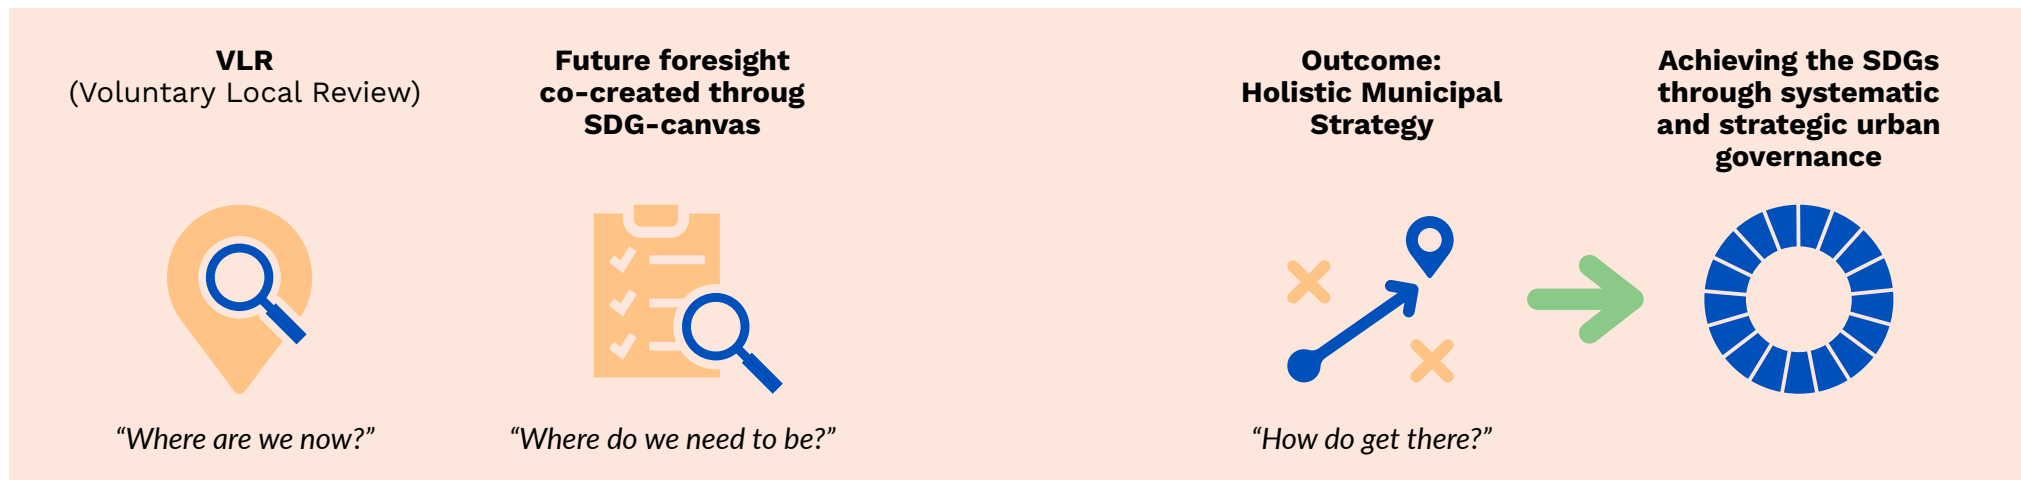 VLR
(Voluntary Local Review)
“Where are we now?”
Future foresight
co-created throug
SDG-canvas
“Where do we need to be?”
Outcome:
Holistic Municipal
Strategy
“How do get there?”
Achieving the SDGs
through systematic
and strategic urban
governance